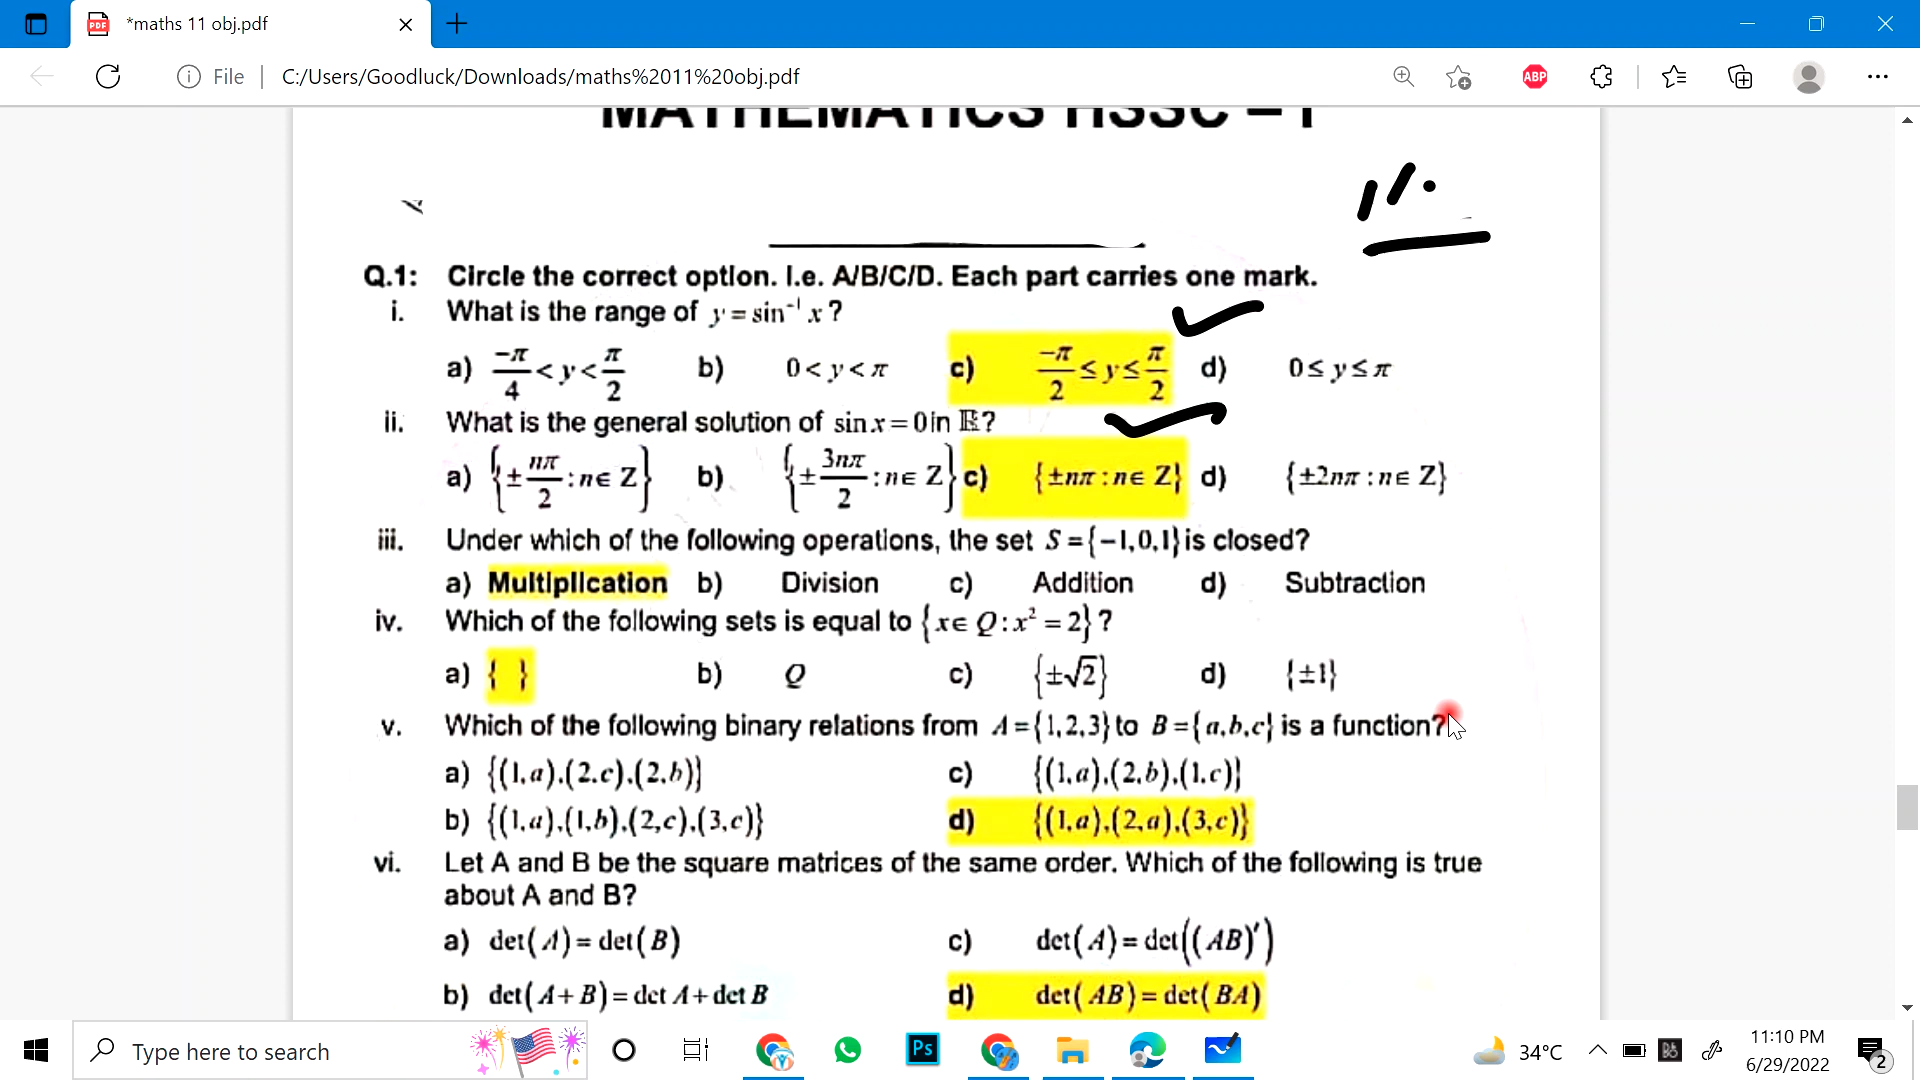 *maths 11 obj.pdf
File | C:/Users/Goodluck/Downloads/maths%2011%20obj.pdf
ABP
MATHEMATICS HSSC – I
11.
Q.1: Circle the correct option. I.e. A/B/C/D. Each part carries one mark.
i. What is the range of y = sin⁻¹ x ?
a) -π/4 < y < π/2 b) 0 < y < π c) -π/2 ≤ y ≤ π/2 d) 0 ≤ y ≤ π
ii. What is the general solution of sin x = 0 in ℝ?
a) {± nπ/2 : n ∈ Z} b) {± 3nπ/2 : n ∈ Z} c) {±nπ : n ∈ Z} d) {±2nπ : n ∈ Z}
iii. Under which of the following operations, the set S = {−1,0,1} is closed?
a) Multiplication b) Division c) Addition d) Subtraction
iv. Which of the following sets is equal to {x ∈ Q : x² = 2} ?
a) { } b) Q c) {±√2} d) {±1}
v. Which of the following binary relations from A = {1,2,3} to B = {a,b,c} is a function?
a) {(1,a),(2,c),(2,b)} c) {(1,a),(2,b),(1,c)}
b) {(1,a),(1,b),(2,c),(3,c)} d) {(1,a),(2,a),(3,c)}
vi. Let A and B be the square matrices of the same order. Which of the following is true
about A and B?
a) det(A) = det(B) c) det(A) = det((AB)′)
b) det(A+B) = det A + det B d) det(AB) = det(BA)
Type here to search
Ps
34°C
11:10 PM
6/29/2022
2